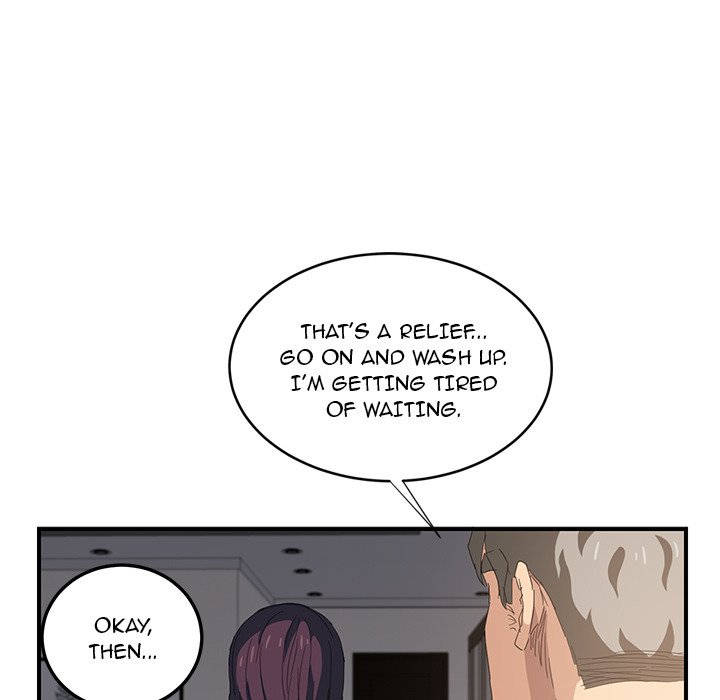 THAT'S A RELIEF...
GO ON AND WASH UP.
I'M GETTING TIRED
OF WAITING.
OKAY,
THEN...